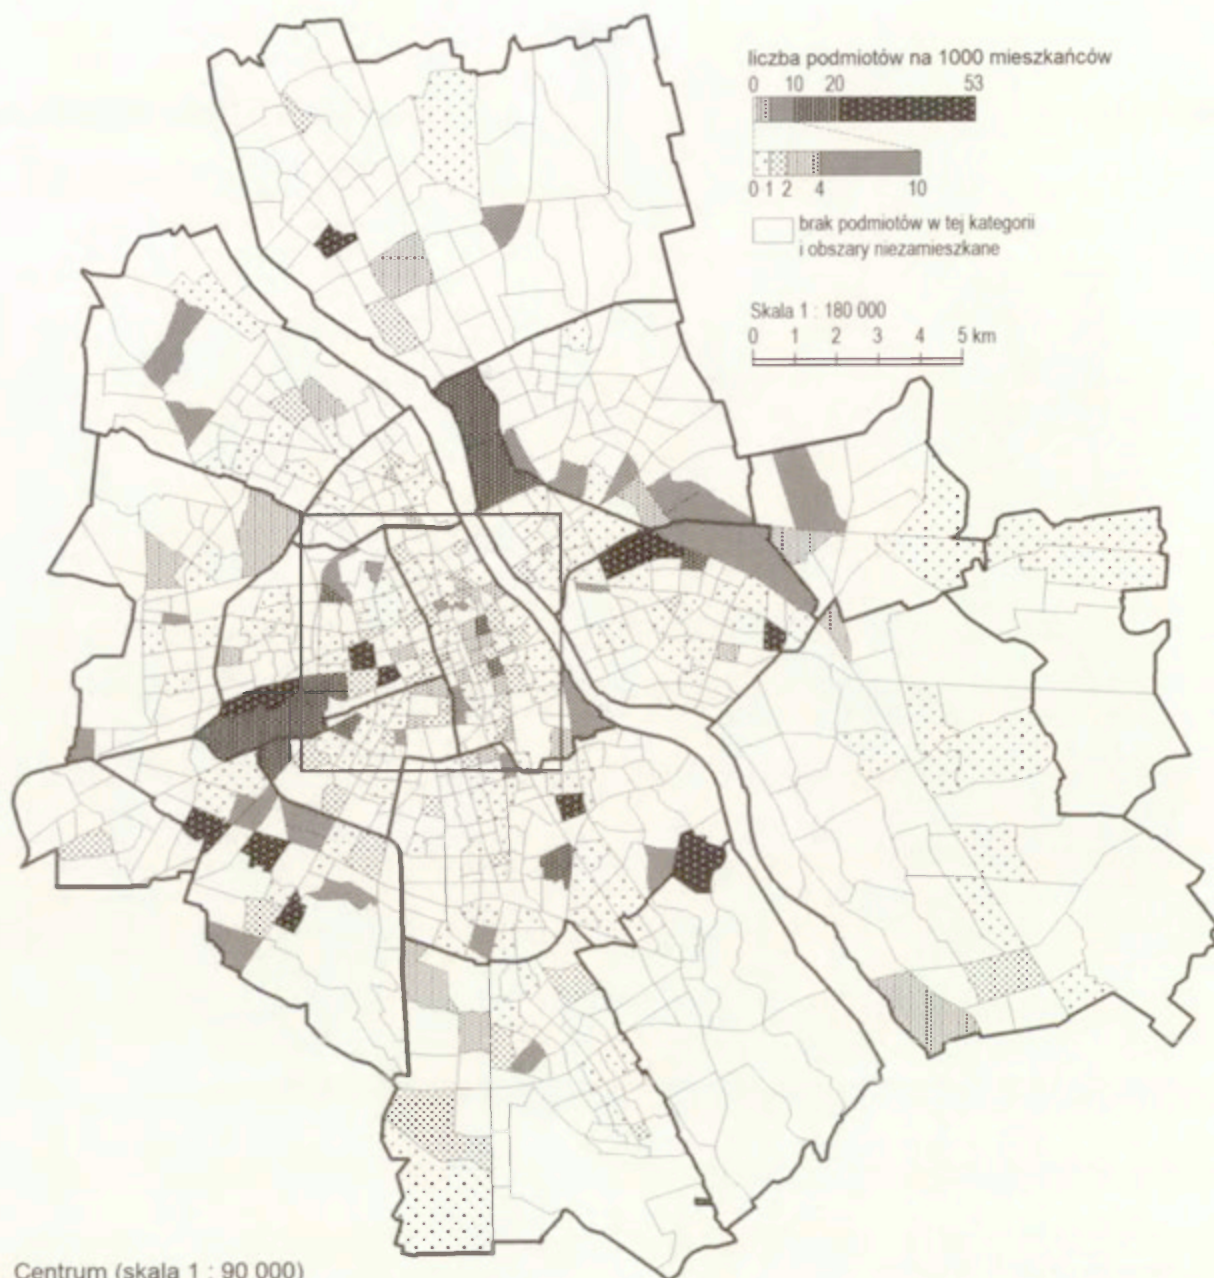 liczba podmiotów na 1000 mieszkańców
0 10 20 53
0 1 2 4 10
brak podmiotów w tej kategorii
i obszary niezamieszkane
Skala 1 : 180 000
0 1 2 3 4 5 km
Centrum (skala 1 : 90 000)